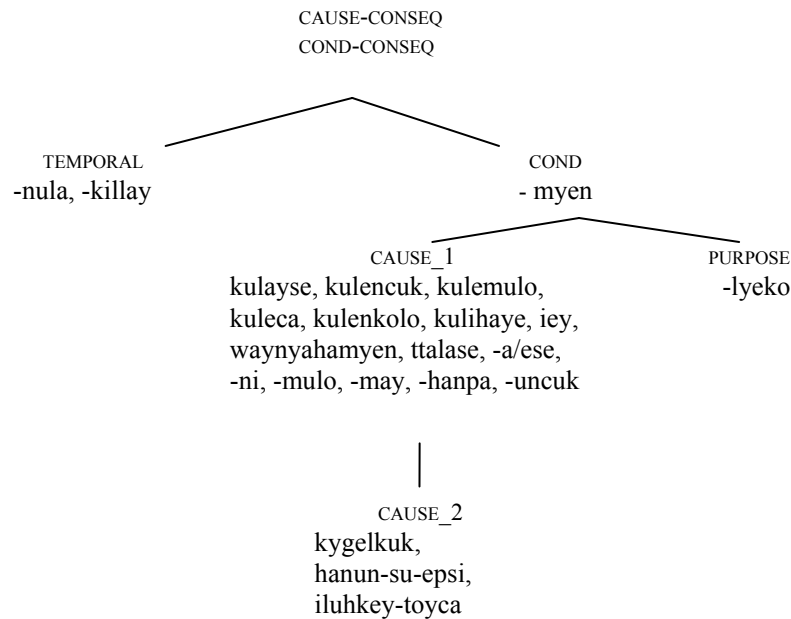 CAUSE-CONSEQ
COND-CONSEQ
TEMPORAL
-nula, -killay
COND
- myen
CAUSE_1
kulayse, kulencuk, kulemulo,
kuleca, kulenkolo, kulihaye, iey,
waynyahamyen, ttalase, -a/ese,
-ni, -mulo, -may, -hanpa, -uncuk
PURPOSE
-lyeko
CAUSE_2
kygelkuk,
hanun-su-epsi,
iluhkey-toyca